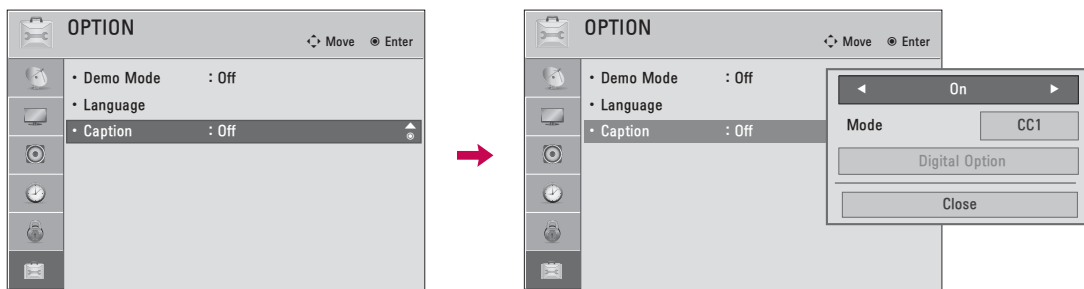 OPTION
Move Enter
• Demo Mode : Off
• Language
• Caption : Off
OPTION
Move Enter
• Demo Mode : Off
• Language
• Caption : Off
◄ On ►
Mode CC1
Digital Option
Close